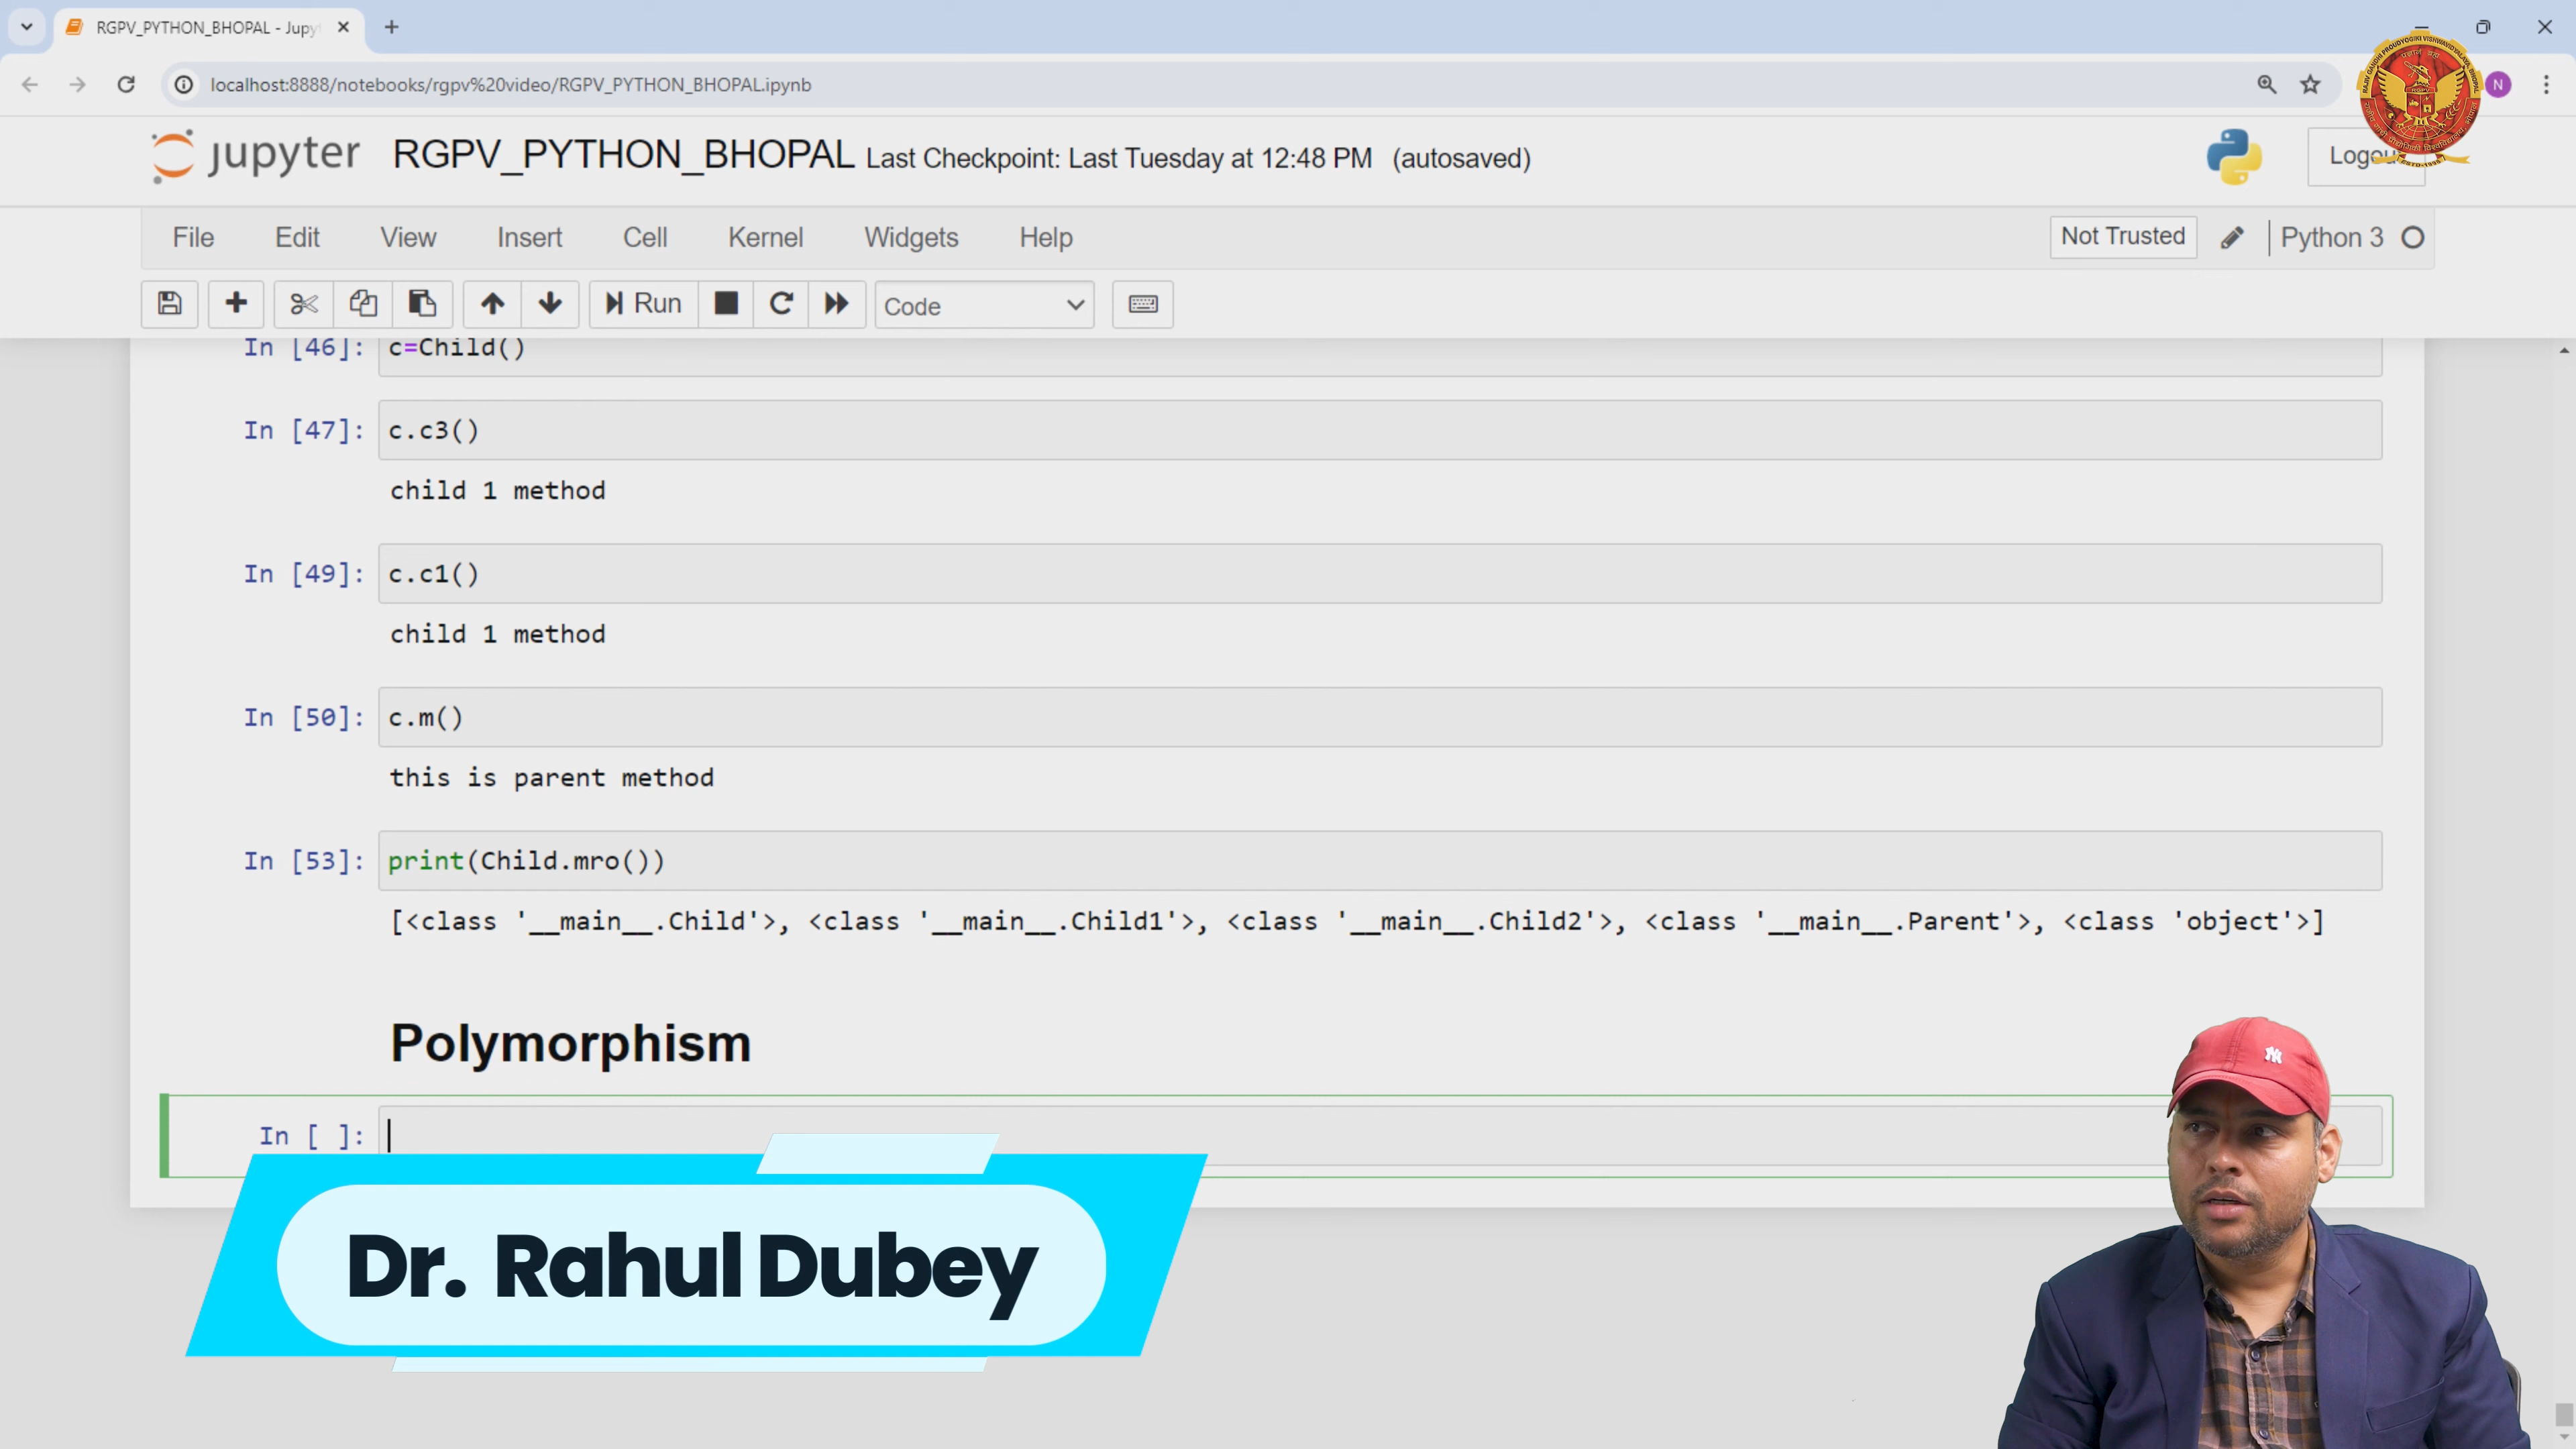 RGPV_PYTHON_BHOPAL - Jupy
localhost:8888/notebooks/rgpv%20video/RGPV_PYTHON_BHOPAL.ipynb
N
jupyter RGPV_PYTHON_BHOPAL Last Checkpoint: Last Tuesday at 12:48 PM (autosaved)
File Edit View Insert Cell Kernel Widgets Help Not Trusted Python 3
Run Code
In [46]: c=Child()
In [47]: c.c3()
child 1 method
In [49]: c.c1()
child 1 method
In [50]: c.m()
this is parent method
In [53]: print(Child.mro())
[<class '__main__.Child'>, <class '__main__.Child1'>, <class '__main__.Child2'>, <class '__main__.Parent'>, <class 'object'>]
Polymorphism
In [ ]:
Dr. Rahul Dubey